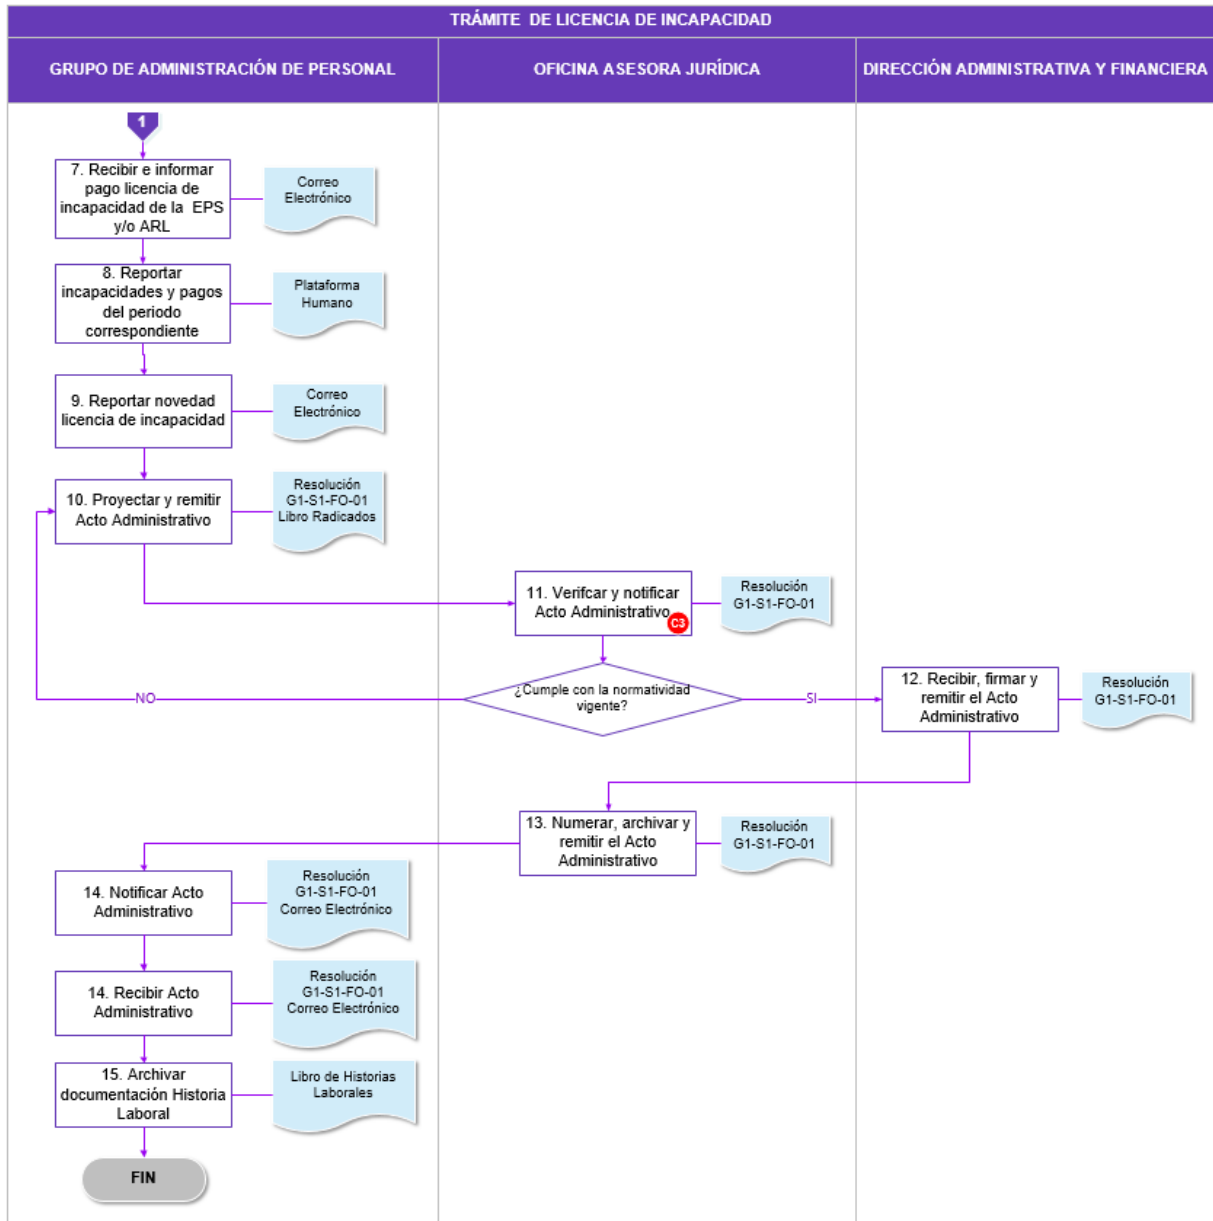 TRÁMITE DE LICENCIA DE INCAPACIDAD
GRUPO DE ADMINISTRACIÓN DE PERSONAL
OFICINA ASESORA JURÍDICA
DIRECCIÓN ADMINISTRATIVA Y FINANCIERA
1
7. Recibir e informar
pago licencia de
incapacidad de la EPS
y/o ARL
Correo
Electrónico
8. Reportar
incapacidades y pagos
del periodo
correspondiente
Plataforma
Humano
9. Reportar novedad
licencia de incapacidad
Correo
Electrónico
10. Proyectar y remitir
Acto Administrativo
Resolución
G1-S1-FO-01
Libro Radicados
11. Verifcar y notificar
Acto Administrativo
C3
Resolución
G1-S1-FO-01
¿Cumple con la normatividad
vigente?
NO
SI
12. Recibir, firmar y
remitir el Acto
Administrativo
Resolución
G1-S1-FO-01
13. Numerar, archivar y
remitir el Acto
Administrativo
Resolución
G1-S1-FO-01
14. Notificar Acto
Administrativo
Resolución
G1-S1-FO-01
Correo Electrónico
14. Recibir Acto
Administrativo
Resolución
G1-S1-FO-01
Correo Electrónico
15. Archivar
documentación Historia
Laboral
Libro de Historias
Laborales
FIN